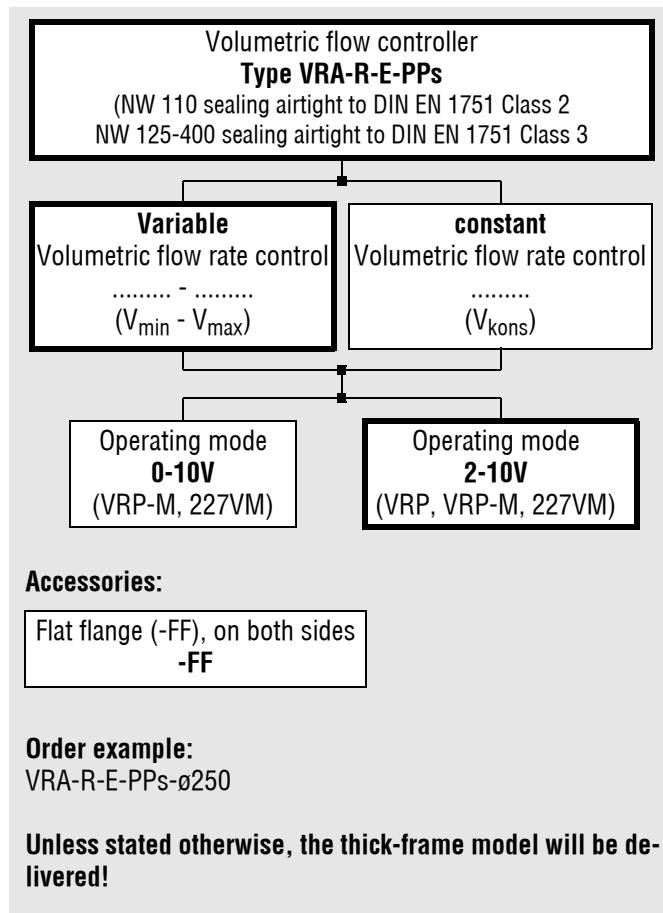 Volumetric flow controller
Type VRA-R-E-PPs
(NW 110 sealing airtight to DIN EN 1751 Class 2
NW 125-400 sealing airtight to DIN EN 1751 Class 3
Variable
Volumetric flow rate control
......... - .........
(Vmin - Vmax)
constant
Volumetric flow rate control
.........
(Vkons)
Operating mode
0-10V
(VRP-M, 227VM)
Operating mode
2-10V
(VRP, VRP-M, 227VM)
Accessories:
Flat flange (-FF), on both sides
-FF
Order example:
VRA-R-E-PPs-ø250
Unless stated otherwise, the thick-frame model will be de-
livered!